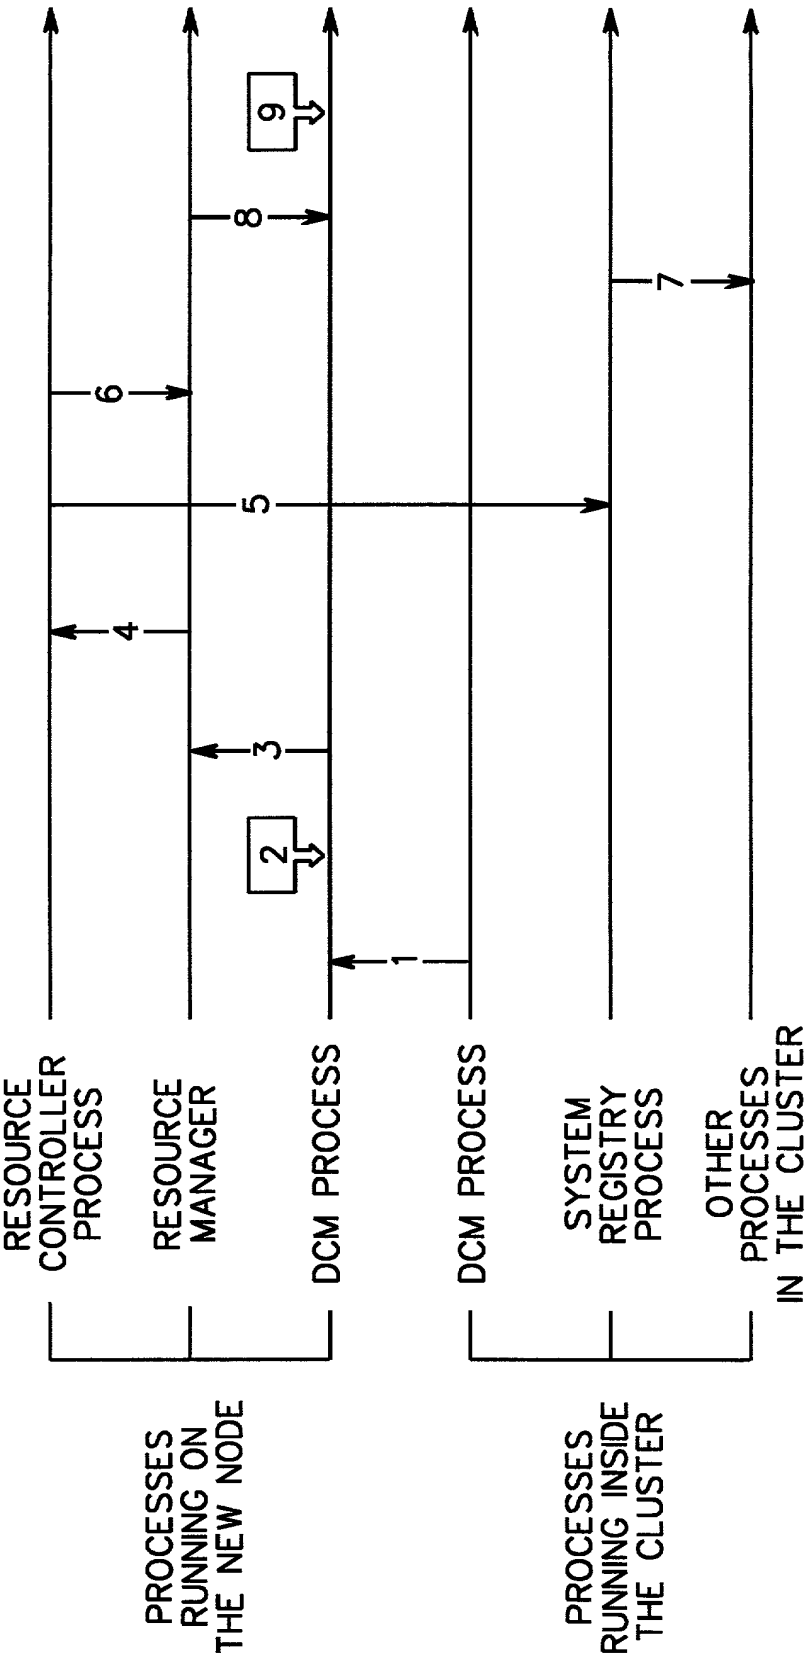 PROCESSES
RUNNING ON
THE NEW NODE
RESOURCE
CONTROLLER
PROCESS
RESOURCE
MANAGER
DCM PROCESS
PROCESSES
RUNNING INSIDE
THE CLUSTER
DCM PROCESS
SYSTEM
REGISTRY
PROCESS
OTHER
PROCESSES
IN THE CLUSTER
1
2
3
4
5
6
7
8
9